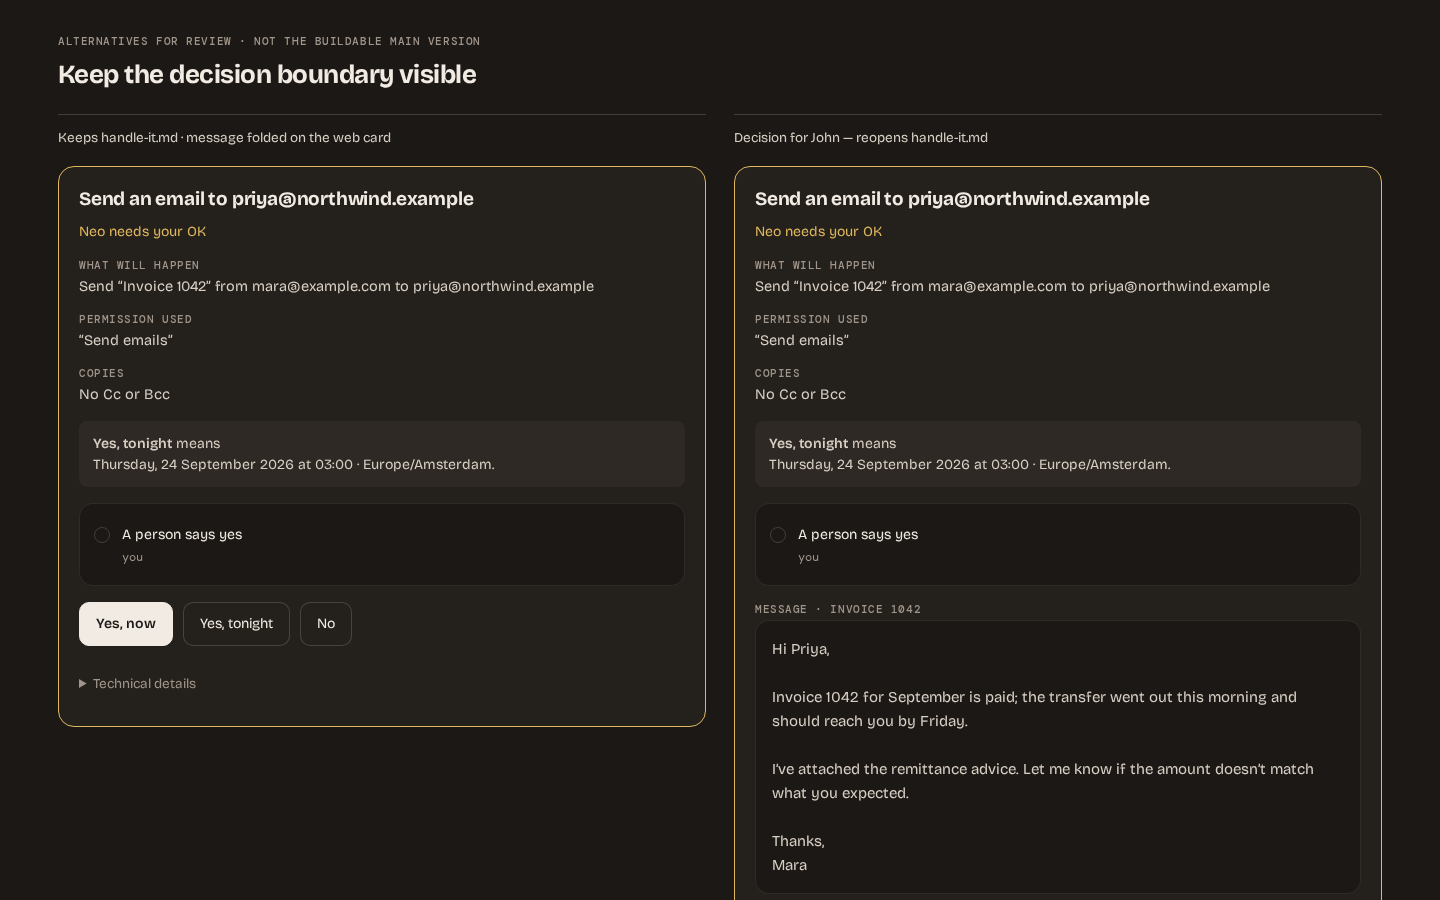 ALTERNATIVES FOR REVIEW · NOT THE BUILDABLE MAIN VERSION
Keep the decision boundary visible
Keeps handle-it.md · message folded on the web card
Send an email to priya@northwind.example
Neo needs your OK
WHAT WILL HAPPEN
Send “Invoice 1042” from mara@example.com to priya@northwind.example
PERMISSION USED
“Send emails”
COPIES
No Cc or Bcc
Yes, tonight means
Thursday, 24 September 2026 at 03:00 · Europe/Amsterdam.
A person says yes
you
Yes, now
Yes, tonight
No
Technical details
Decision for John — reopens handle-it.md
Send an email to priya@northwind.example
Neo needs your OK
WHAT WILL HAPPEN
Send “Invoice 1042” from mara@example.com to priya@northwind.example
PERMISSION USED
“Send emails”
COPIES
No Cc or Bcc
Yes, tonight means
Thursday, 24 September 2026 at 03:00 · Europe/Amsterdam.
A person says yes
you
MESSAGE · INVOICE 1042
Hi Priya,
Invoice 1042 for September is paid; the transfer went out this morning and
should reach you by Friday.
I’ve attached the remittance advice. Let me know if the amount doesn’t match
what you expected.
Thanks,
Mara